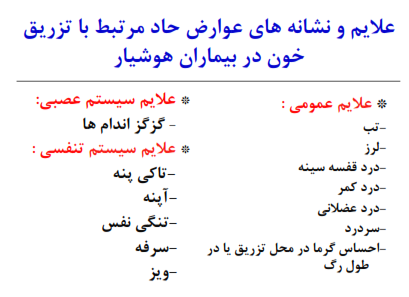 علایم و نشانه های عوارض حاد مرتبط با تزریق
خون در بیماران هوشیار
* علایم عمومی :
-تب
-لرز
-درد قفسه سینه
-درد کمر
-درد عضلانی
-سردرد
-احساس گرما در محل تزریق یا در
طول رگ
* علایم سیستم عصبی:
- گزگز اندام ها
* علایم سیستم تنفسی :
-تاکی پنه
-آپنه
-تنگی نفس
-سرفه
-ویز